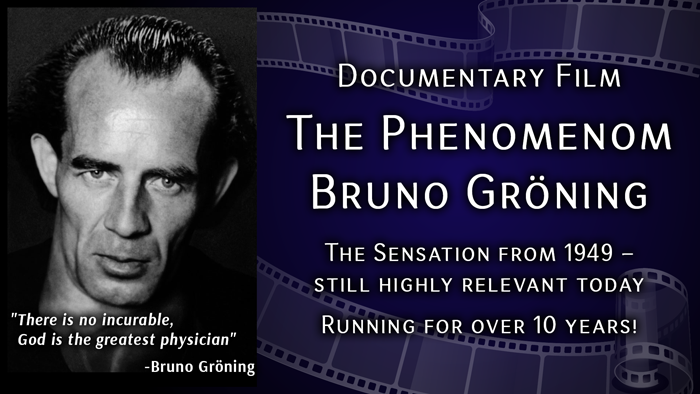 "There is no incurable,
God is the greatest physician"
-Bruno Gröning
Documentary Film
The Phenomenom
Bruno Gröning
The Sensation from 1949 –
still highly relevant today
Running for over 10 years!